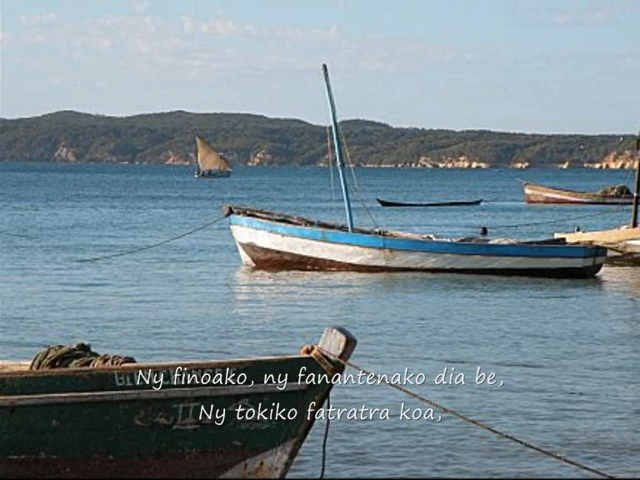 Ny finoako, ny fanantenako dia be,
Ny tokiko fatratra koa,